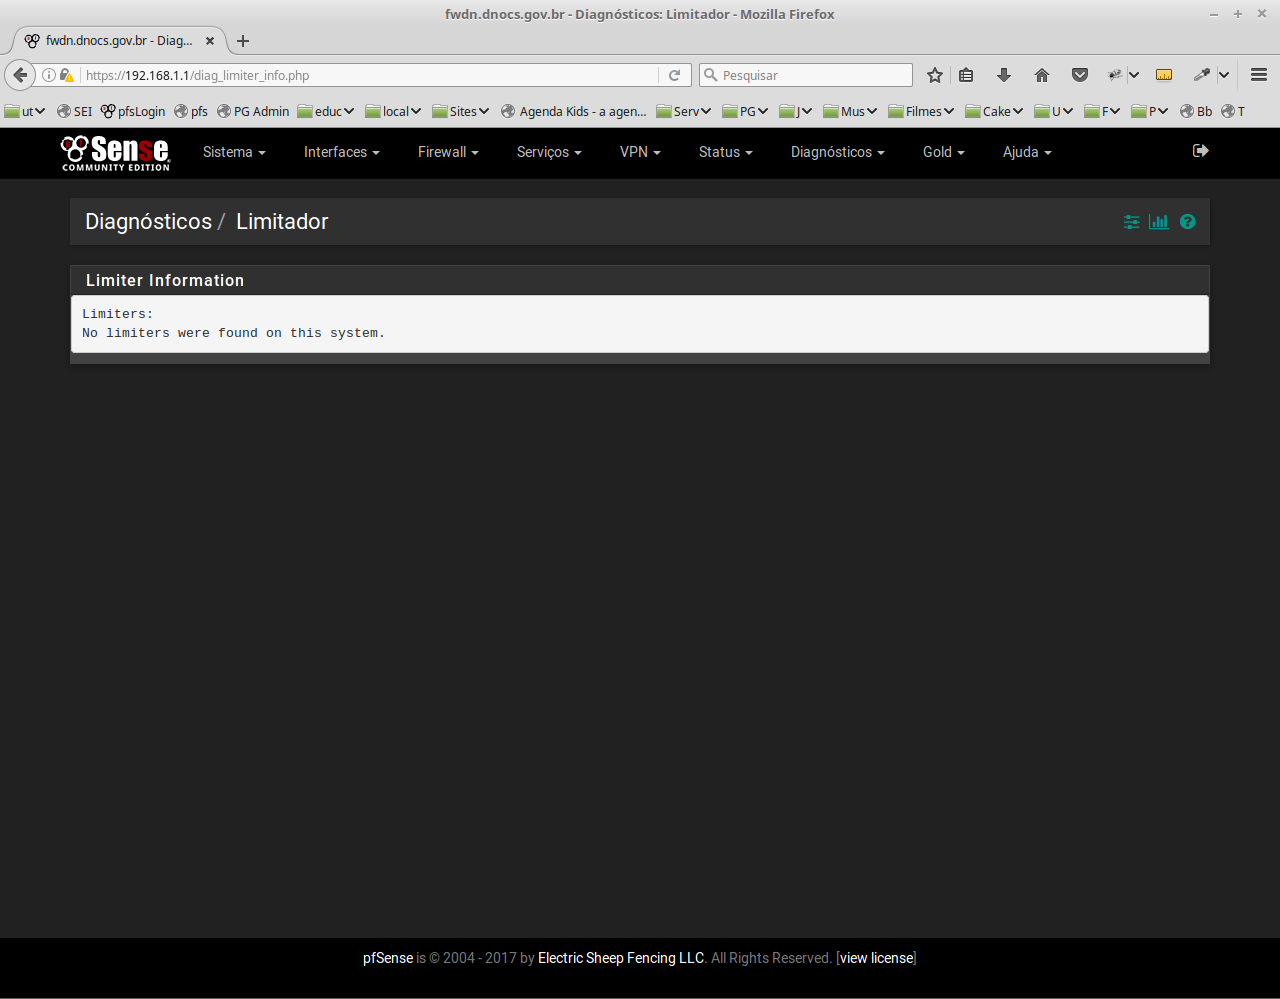 fwdn.dnocs.gov.br - Diagnósticos: Limitador - Mozilla Firefox
fwdn.dnocs.gov.br - Diag...
https://192.168.1.1/diag_limiter_info.php
Pesquisar
ut SEI pfsLogin pfs PG Admin educ local Sites Agenda Kids - a agen... Serv PG J Mus Filmes Cake U F P Bb T
Sense
COMMUNITY EDITION
Sistema Interfaces Firewall Serviços VPN Status Diagnósticos Gold Ajuda
Diagnósticos / Limitador
Limiter Information
Limiters:
No limiters were found on this system.
pfSense is © 2004 - 2017 by Electric Sheep Fencing LLC. All Rights Reserved. [view license]